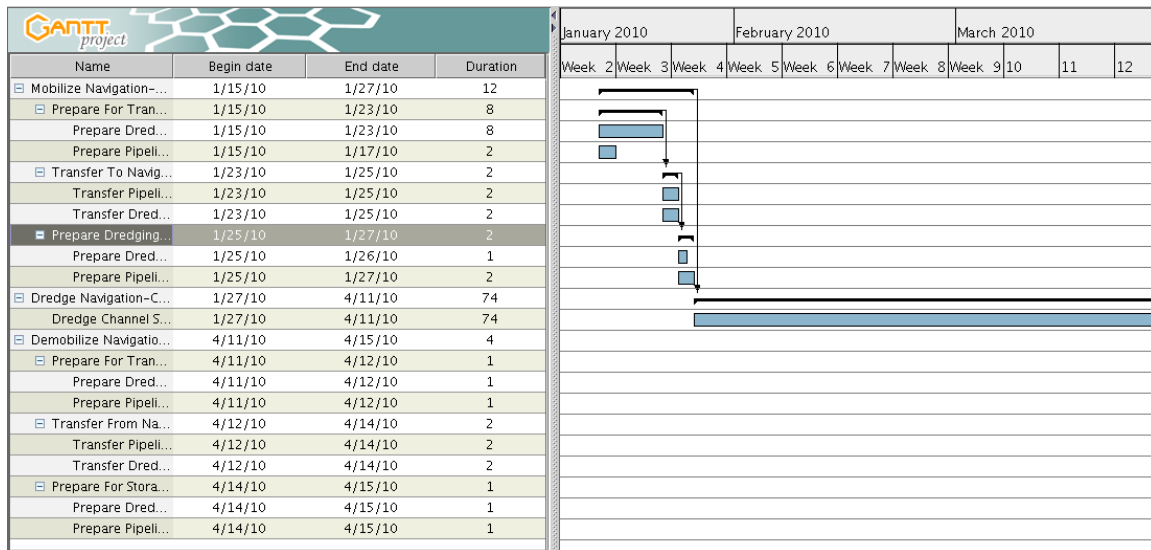 GANTT
project
January 2010 February 2010 March 2010
Name Begin date End date Duration
Week 2 Week 3 Week 4 Week 5 Week 6 Week 7 Week 8 Week 9 10 11 12
Mobilize Navigation-... 1/15/10 1/27/10 12
Prepare For Tran... 1/15/10 1/23/10 8
Prepare Dred... 1/15/10 1/23/10 8
Prepare Pipeli... 1/15/10 1/17/10 2
Transfer To Navig... 1/23/10 1/25/10 2
Transfer Pipeli... 1/23/10 1/25/10 2
Transfer Dred... 1/23/10 1/25/10 2
Prepare Dredging... 1/25/10 1/27/10 2
Prepare Dred... 1/25/10 1/26/10 1
Prepare Pipeli... 1/25/10 1/27/10 2
Dredge Navigation-C... 1/27/10 4/11/10 74
Dredge Channel S... 1/27/10 4/11/10 74
Demobilize Navigatio... 4/11/10 4/15/10 4
Prepare For Tran... 4/11/10 4/12/10 1
Prepare Dred... 4/11/10 4/12/10 1
Prepare Pipeli... 4/11/10 4/12/10 1
Transfer From Na... 4/12/10 4/14/10 2
Transfer Pipeli... 4/12/10 4/14/10 2
Transfer Dred... 4/12/10 4/14/10 2
Prepare For Stora... 4/14/10 4/15/10 1
Prepare Dred... 4/14/10 4/15/10 1
Prepare Pipeli... 4/14/10 4/15/10 1